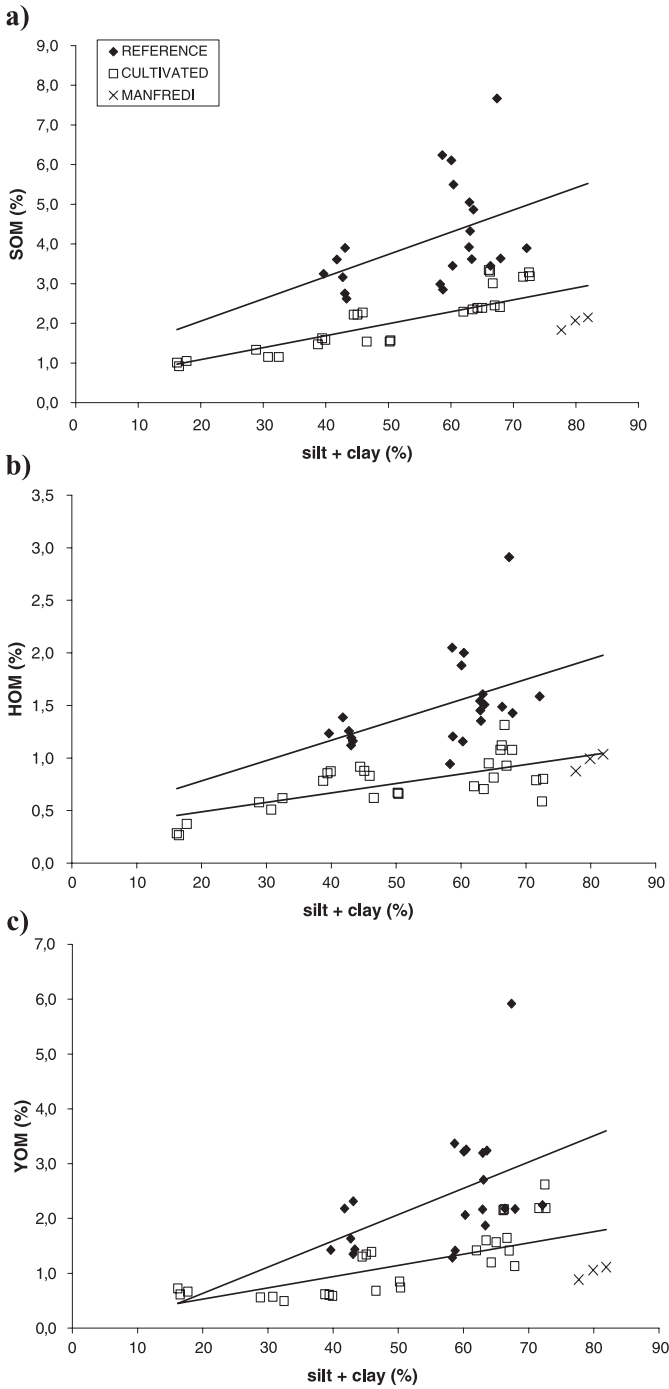 a)
9,0
8,0
7,0
6,0
5,0
4,0
3,0
2,0
1,0
0,0
SOM (%)
REFERENCE
CULTIVATED
MANFREDI
0 10 20 30 40 50 60 70 80 90
silt + clay (%)
b)
3,5
3,0
2,5
2,0
1,5
1,0
0,5
0,0
HOM (%)
0 10 20 30 40 50 60 70 80 90
silt + clay (%)
c)
7,0
6,0
5,0
4,0
3,0
2,0
1,0
0,0
YOM (%)
0 10 20 30 40 50 60 70 80 90
silt + clay (%)